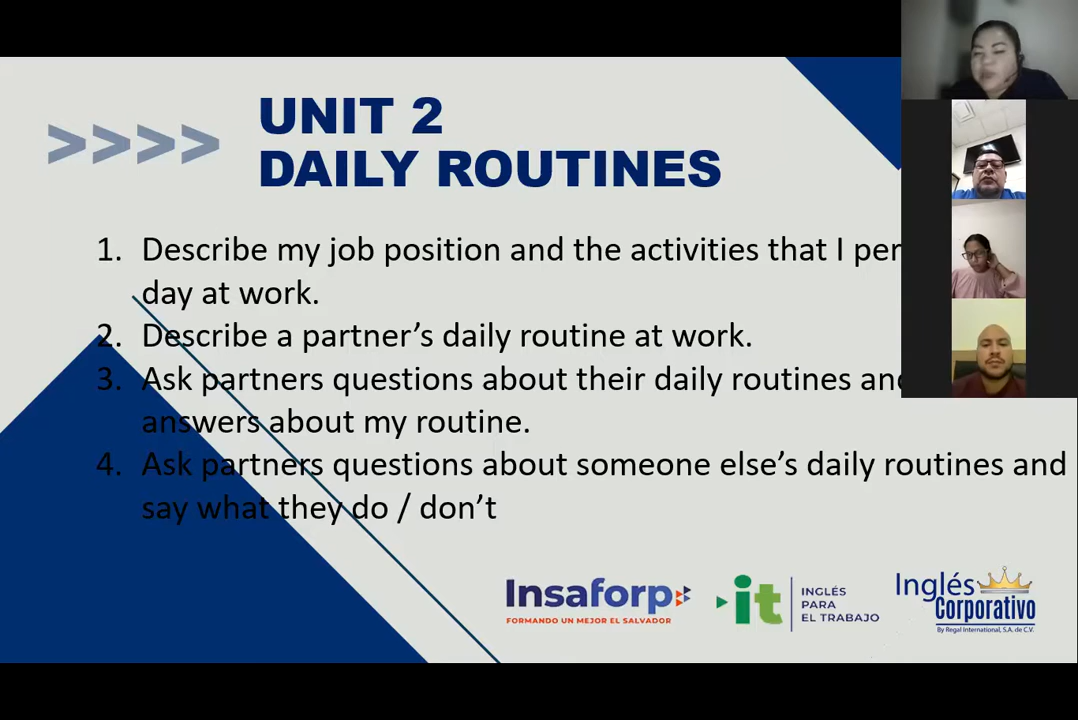 >>>> UNIT 2
DAILY ROUTINES
1. Describe my job position and the activities that I per
day at work.
2. Describe a partner’s daily routine at work.
3. Ask partners questions about their daily routines and
answers about my routine.
4. Ask partners questions about someone else’s daily routines and
say what they do / don’t
Insaforp
FORMANDO UN MEJOR EL SALVADOR
it
INGLÉS
PARA
EL TRABAJO
Inglés
Corporativo
By Regal International, S.A. de C.V.